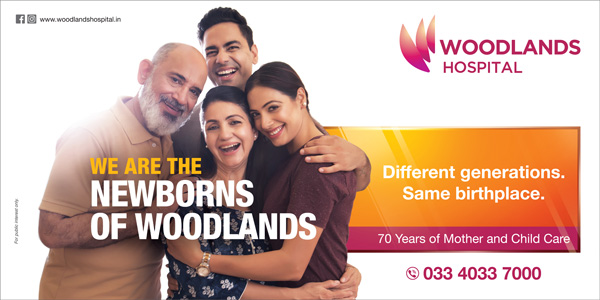 www.woodlandshospital.in
WOODLANDS
HOSPITAL
WE ARE THE
NEWBORNS
OF WOODLANDS
Different generations.
Same birthplace.
70 Years of Mother and Child Care
033 4033 7000
For public interest only.